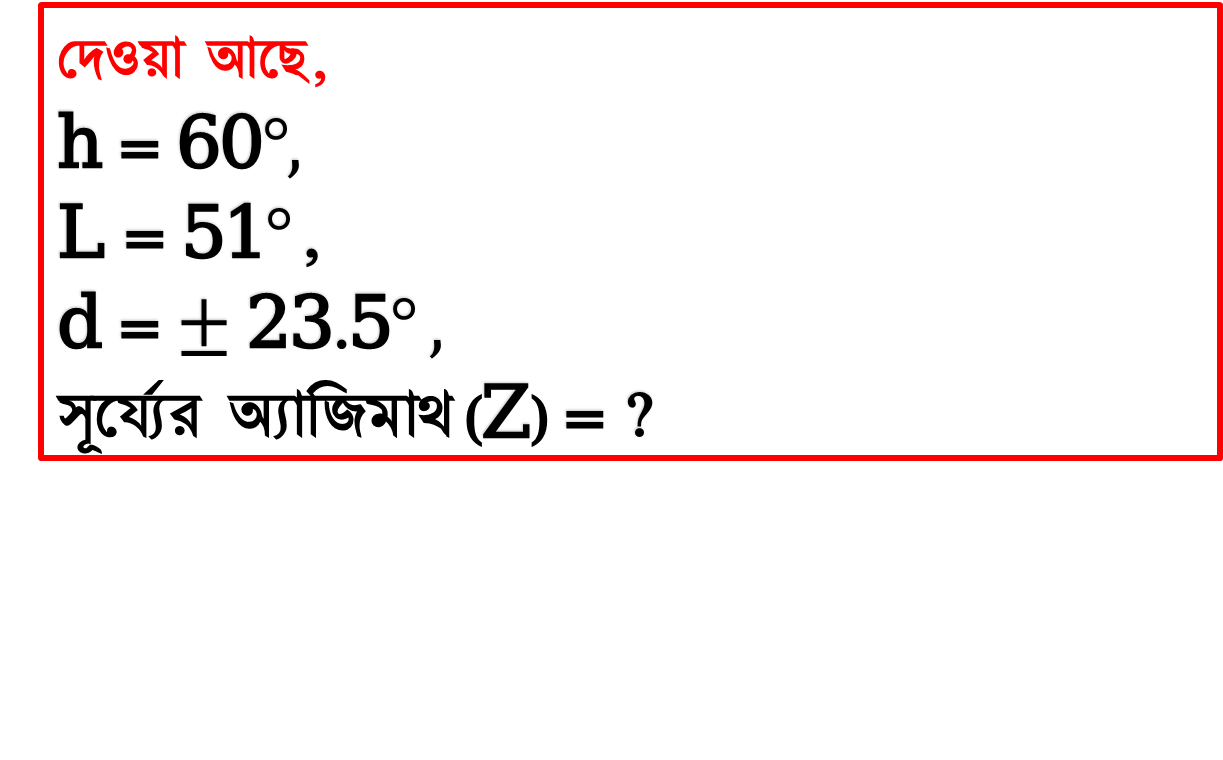 দেওয়া আছে,
h = 60°,
L = 51° ,
d = ± 23.5° ,
সূর্য্যের অ্যাজিমাথ (Z) = ?